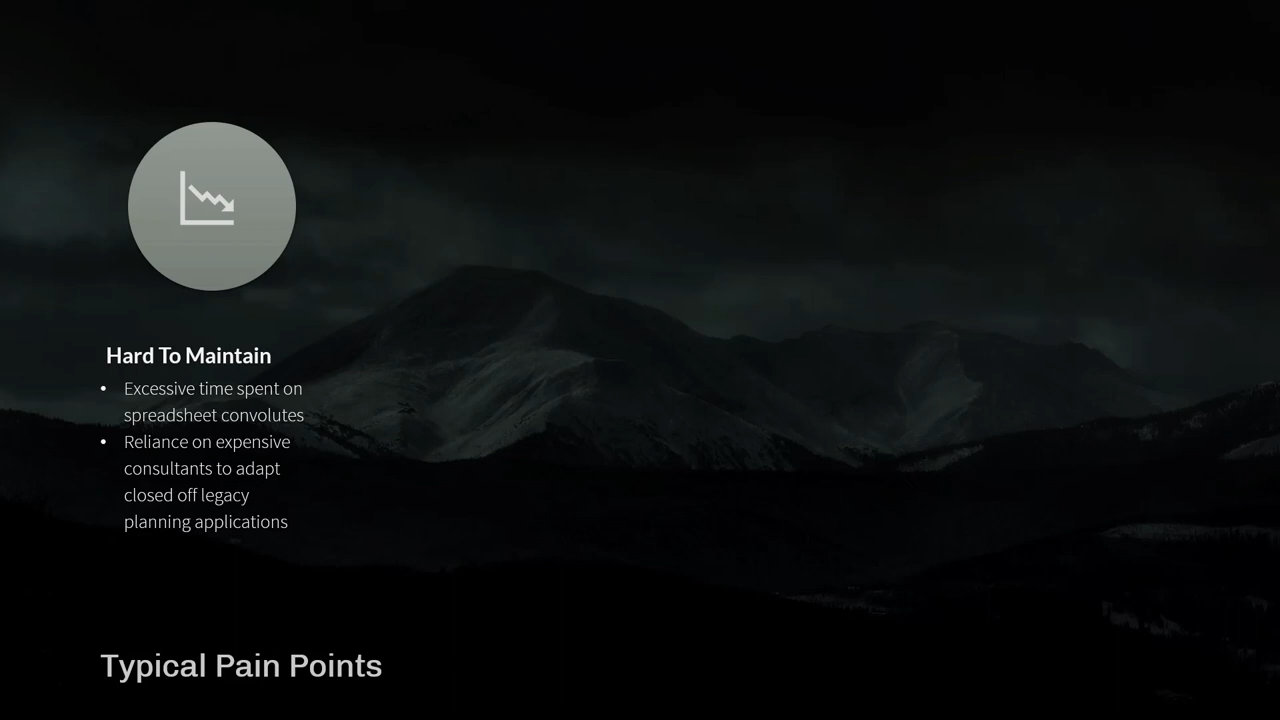 Hard To Maintain
• Excessive time spent on
spreadsheet convolutes
• Reliance on expensive
consultants to adapt
closed off legacy
planning applications
Typical Pain Points